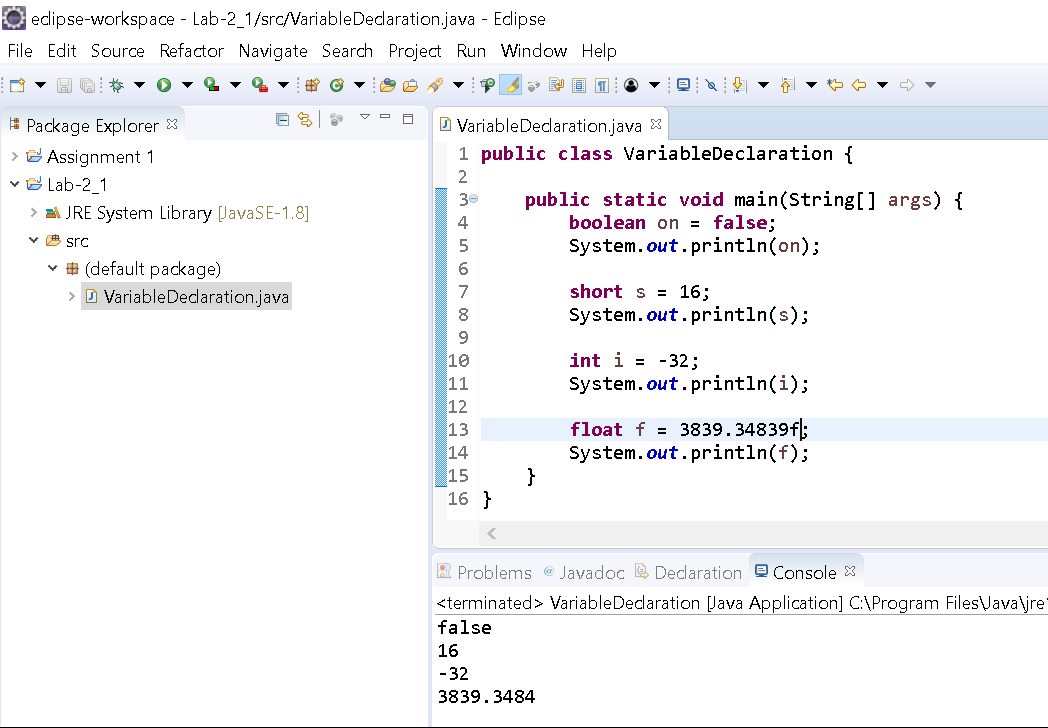 eclipse-workspace - Lab-2_1/src/VariableDeclaration.java - Eclipse
File Edit Source Refactor Navigate Search Project Run Window Help
Package Explorer
Assignment 1
Lab-2_1
JRE System Library [JavaSE-1.8]
src
(default package)
VariableDeclaration.java
VariableDeclaration.java
1 public class VariableDeclaration {
2
3 public static void main(String[] args) {
4 boolean on = false;
5 System.out.println(on);
6
7 short s = 16;
8 System.out.println(s);
9
10 int i = -32;
11 System.out.println(i);
12
13 float f = 3839.34839f;
14 System.out.println(f);
15 }
16 }
Problems @ Javadoc Declaration Console
<terminated> VariableDeclaration [Java Application] C:\Program Files\Java\jre
false
16
-32
3839.3484